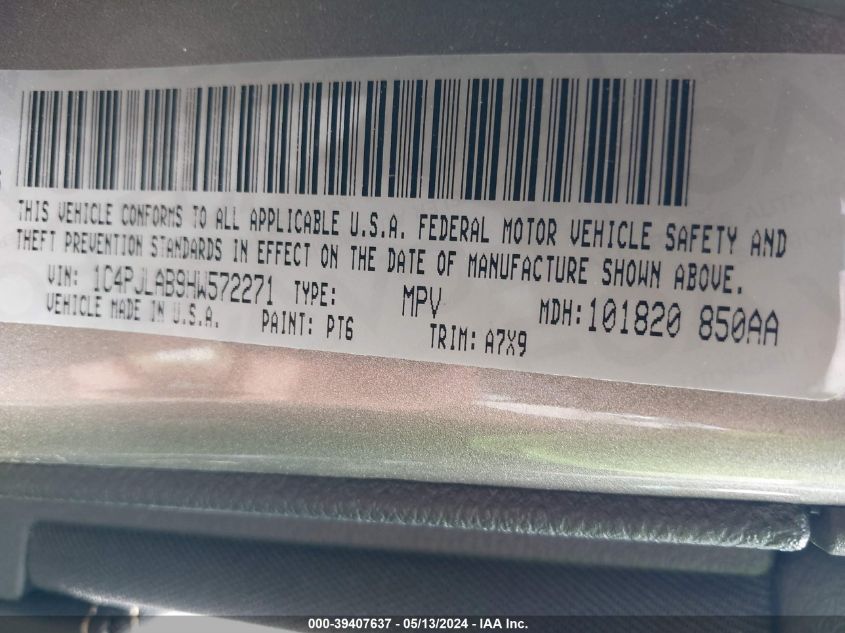 THIS VEHICLE CONFORMS TO ALL APPLICABLE U.S.A. FEDERAL MOTOR VEHICLE SAFETY AND
THEFT PREVENTION STANDARDS IN EFFECT ON THE DATE OF MANUFACTURE SHOWN ABOVE.
VIN: 1C4PJLAB9HW572271 TYPE: MPV MDH: 101820 850AA
VEHICLE MADE IN U.S.A. PAINT: PT6 TRIM: A7X9
000-39407637 - 05/13/2024 - IAA Inc.